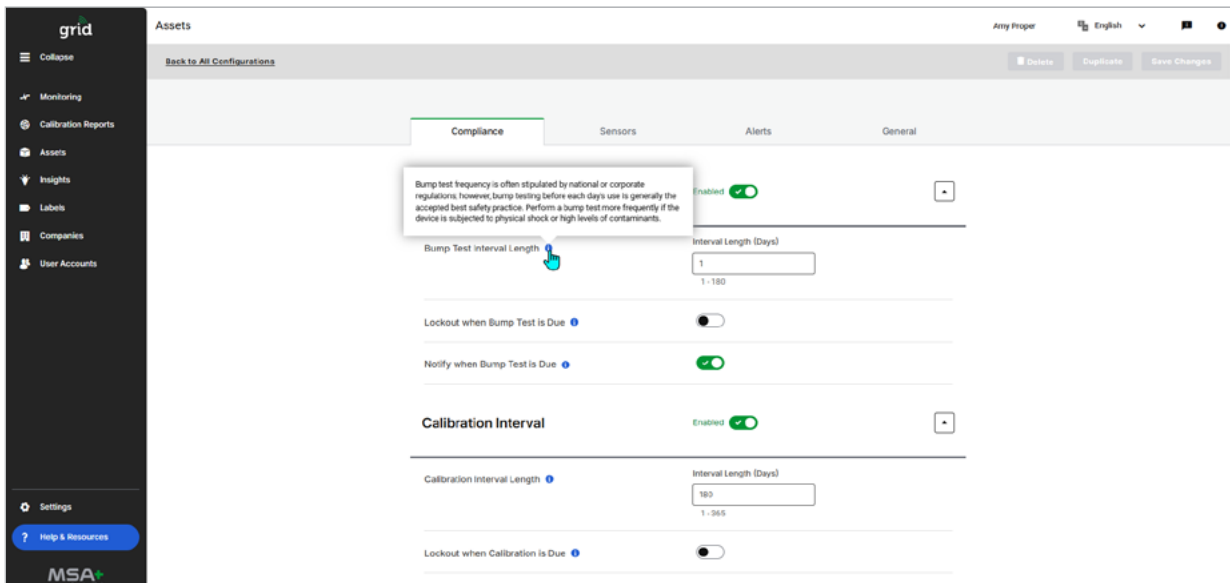 grid
Assets
Amy Proper
English
Collapse
Back to All Configurations
Delete
Duplicate
Save Changes
Monitoring
Calibration Reports
Assets
Insights
Labels
Companies
User Accounts
Compliance
Sensors
Alerts
General
Bump test frequency is often stipulated by national or corporate
regulations, however, bump testing before each days use is generally the
accepted best safety practice. Perform a bump test more frequently if the
device is subjected to physical shock or high levels of contaminants.
Enabled
Bump Test Interval Length
Interval Length (Days)
1
1 - 180
Lockout when Bump Test is Due
Notify when Bump Test is Due
Calibration Interval
Enabled
Calibration Interval Length
Interval Length (Days)
180
1 - 365
Lockout when Calibration is Due
Settings
? Help & Resources
MSA+